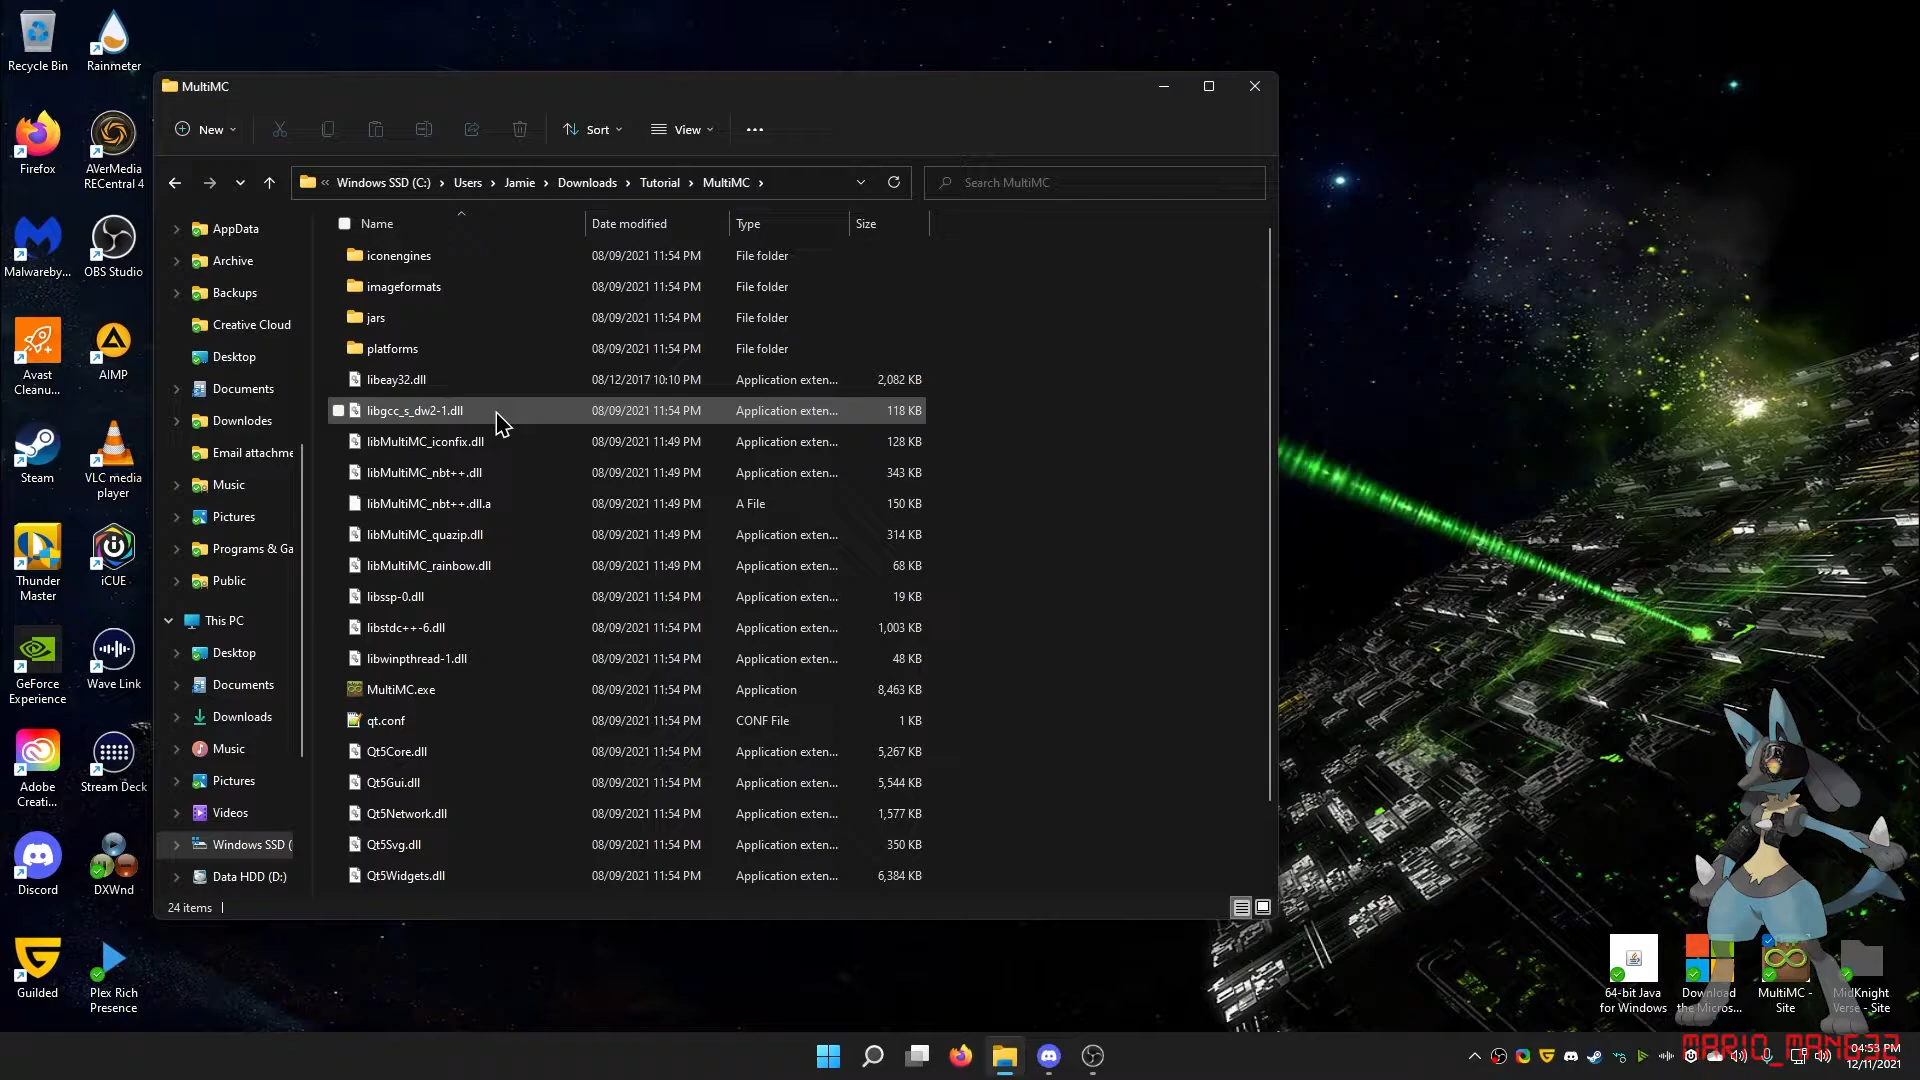 Recycle Bin
Rainmeter
Firefox
AVerMedia
RECentral 4
Malwareby...
OBS Studio
Avast
Cleanu...
AIMP
Steam
VLC media
player
Thunder
Master
iCUE
GeForce
Experience
Wave Link
Adobe
Creati...
Stream Deck
Discord
DXWnd
Guilded
Plex Rich
Presence
MultiMC
New
Sort
View
Windows SSD (C:) > Users > Jamie > Downloads > Tutorial > MultiMC >
Search MultiMC
AppData
Archive
Backups
Creative Cloud
Desktop
Documents
Downlodes
Email attachme
Music
Pictures
Programs & Ga
Public
This PC
Desktop
Documents
Downloads
Music
Pictures
Videos
Windows SSD (
Data HDD (D:)
Name Date modified Type Size
iconengines 08/09/2021 11:54 PM File folder
imageformats 08/09/2021 11:54 PM File folder
jars 08/09/2021 11:54 PM File folder
platforms 08/09/2021 11:54 PM File folder
libeay32.dll 08/12/2017 10:10 PM Application exten... 2,082 KB
libgcc_s_dw2-1.dll 08/09/2021 11:54 PM Application exten... 118 KB
libMultiMC_iconfix.dll 08/09/2021 11:49 PM Application exten... 128 KB
libMultiMC_nbt++.dll 08/09/2021 11:49 PM Application exten... 343 KB
libMultiMC_nbt++.dll.a 08/09/2021 11:49 PM A File 150 KB
libMultiMC_quazip.dll 08/09/2021 11:49 PM Application exten... 314 KB
libMultiMC_rainbow.dll 08/09/2021 11:49 PM Application exten... 68 KB
libssp-0.dll 08/09/2021 11:54 PM Application exten... 19 KB
libstdc++-6.dll 08/09/2021 11:54 PM Application exten... 1,003 KB
libwinpthread-1.dll 08/09/2021 11:54 PM Application exten... 48 KB
MultiMC.exe 08/09/2021 11:54 PM Application 8,463 KB
qt.conf 08/09/2021 11:54 PM CONF File 1 KB
Qt5Core.dll 08/09/2021 11:54 PM Application exten... 5,267 KB
Qt5Gui.dll 08/09/2021 11:54 PM Application exten... 5,544 KB
Qt5Network.dll 08/09/2021 11:54 PM Application exten... 1,577 KB
Qt5Svg.dll 08/09/2021 11:54 PM Application exten... 350 KB
Qt5Widgets.dll 08/09/2021 11:54 PM Application exten... 6,384 KB
24 items
64-bit Java
for Windows
Download
the Micros...
MultiMC -
Site
MidKnight
Verse - Site
MARIO_MANG32
04:53 PM
12/11/2021